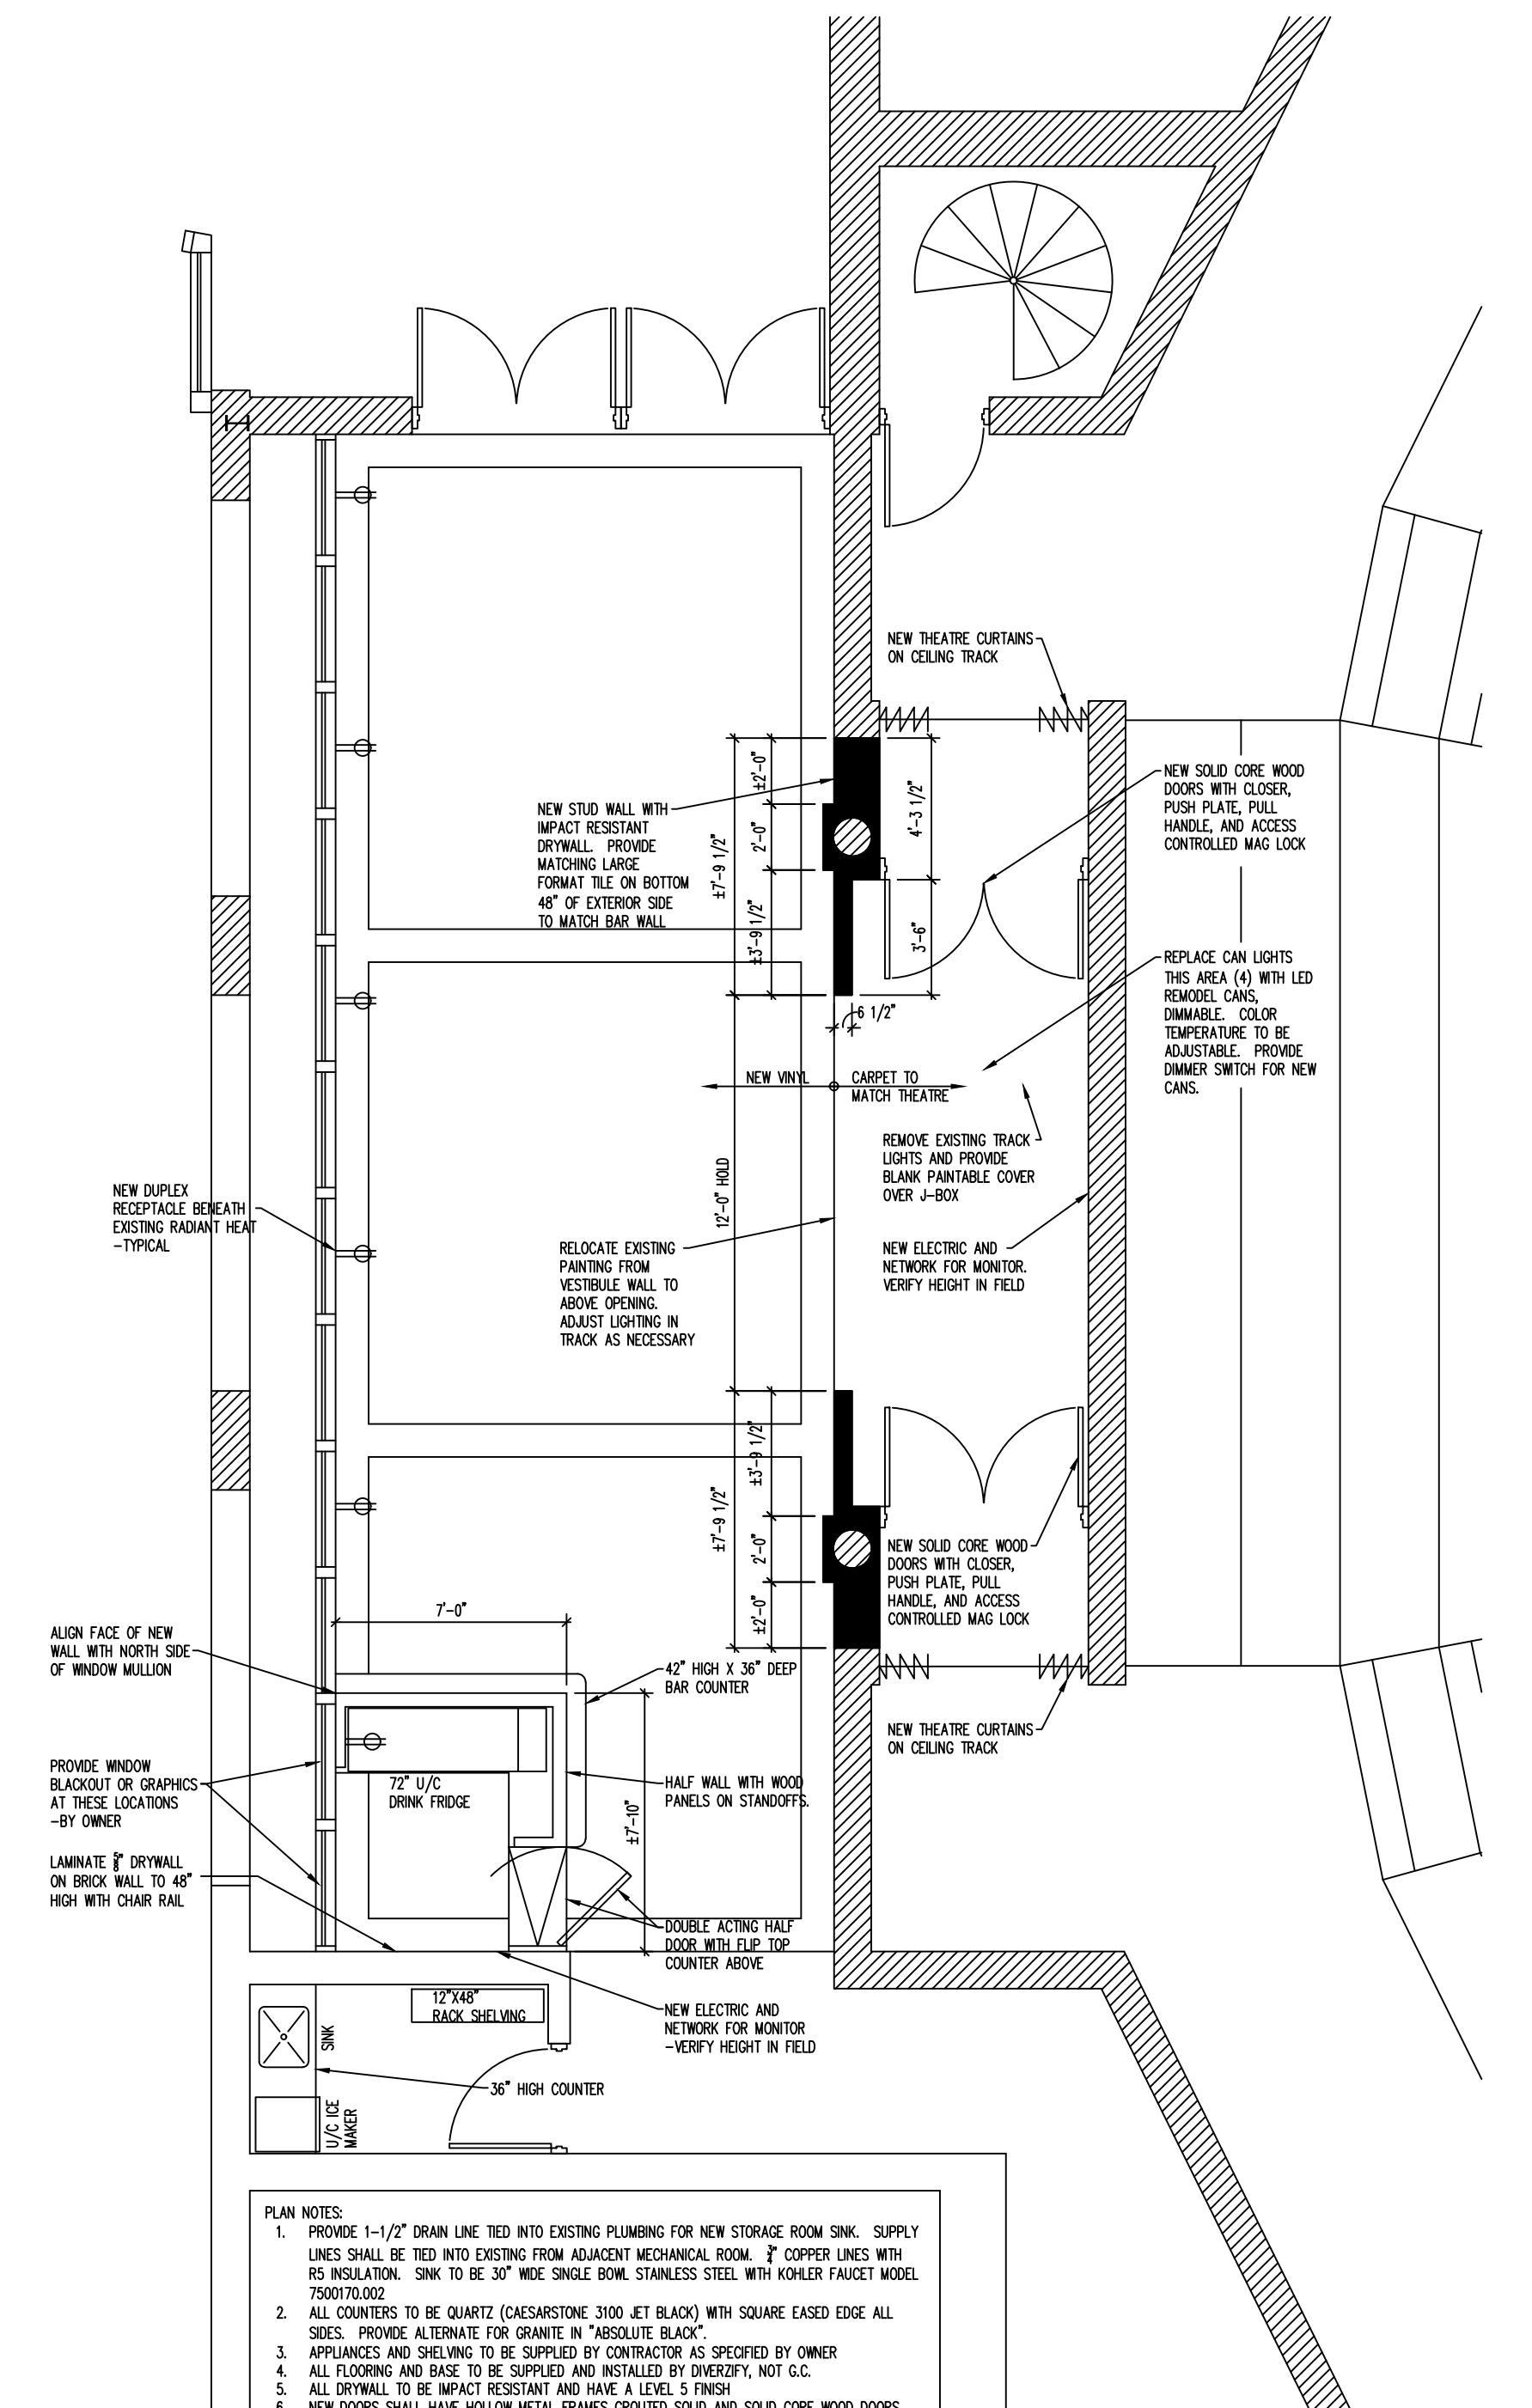 NEW THEATRE CURTAINS
ON CEILING TRACK
NEW SOLID CORE WOOD
DOORS WITH CLOSER,
PUSH PLATE, PULL
HANDLE, AND ACCESS
CONTROLLED MAG LOCK
±2'-0"
2'-0"
±7'-9 1/2"
±3'-9 1/2"
4'-3 1/2"
3'-6"
NEW STUD WALL WITH
IMPACT RESISTANT
DRYWALL. PROVIDE
MATCHING LARGE
FORMAT TILE ON BOTTOM
48" OF EXTERIOR SIDE
TO MATCH BAR WALL
REPLACE CAN LIGHTS
THIS AREA (4) WITH LED
REMODEL CANS,
DIMMABLE. COLOR
TEMPERATURE TO BE
ADJUSTABLE. PROVIDE
DIMMER SWITCH FOR NEW
CANS.
6 1/2"
NEW VINYL
CARPET TO
MATCH THEATRE
REMOVE EXISTING TRACK
LIGHTS AND PROVIDE
BLANK PAINTABLE COVER
OVER J-BOX
12'-0" HOLD
NEW DUPLEX
RECEPTACLE BENEATH
EXISTING RADIANT HEAT
-TYPICAL
RELOCATE EXISTING
PAINTING FROM
VESTIBULE WALL TO
ABOVE OPENING.
ADJUST LIGHTING IN
TRACK AS NECESSARY
NEW ELECTRIC AND
NETWORK FOR MONITOR.
VERIFY HEIGHT IN FIELD
±3'-9 1/2"
±7'-9 1/2"
2'-0"
±2'-0"
NEW SOLID CORE WOOD
DOORS WITH CLOSER,
PUSH PLATE, PULL
HANDLE, AND ACCESS
CONTROLLED MAG LOCK
7'-0"
ALIGN FACE OF NEW
WALL WITH NORTH SIDE
OF WINDOW MULLION
42" HIGH X 36" DEEP
BAR COUNTER
NEW THEATRE CURTAINS
ON CEILING TRACK
PROVIDE WINDOW
BLACKOUT OR GRAPHICS
AT THESE LOCATIONS
-BY OWNER
72" U/C
DRINK FRIDGE
HALF WALL WITH WOOD
PANELS ON STANDOFFS.
±7'-10"
LAMINATE ⅝" DRYWALL
ON BRICK WALL TO 48"
HIGH WITH CHAIR RAIL
DOUBLE ACTING HALF
DOOR WITH FLIP TOP
COUNTER ABOVE
12"X48"
RACK SHELVING
NEW ELECTRIC AND
NETWORK FOR MONITOR
-VERIFY HEIGHT IN FIELD
SINK
36" HIGH COUNTER
U/C ICE
MAKER
PLAN NOTES:
1. PROVIDE 1-1/2" DRAIN LINE TIED INTO EXISTING PLUMBING FOR NEW STORAGE ROOM SINK. SUPPLY
LINES SHALL BE TIED INTO EXISTING FROM ADJACENT MECHANICAL ROOM. ¾" COPPER LINES WITH
R5 INSULATION. SINK TO BE 30" WIDE SINGLE BOWL STAINLESS STEEL WITH KOHLER FAUCET MODEL
7500170.002
2. ALL COUNTERS TO BE QUARTZ (CAESARSTONE 3100 JET BLACK) WITH SQUARE EASED EDGE ALL
SIDES. PROVIDE ALTERNATE FOR GRANITE IN "ABSOLUTE BLACK".
3. APPLIANCES AND SHELVING TO BE SUPPLIED BY CONTRACTOR AS SPECIFIED BY OWNER
4. ALL FLOORING AND BASE TO BE SUPPLIED AND INSTALLED BY DIVERZIFY, NOT G.C.
5. ALL DRYWALL TO BE IMPACT RESISTANT AND HAVE A LEVEL 5 FINISH
6. NEW DOORS SHALL HAVE HOLLOW METAL FRAMES GROUTED SOLID AND SOLID CORE WOOD DOORS